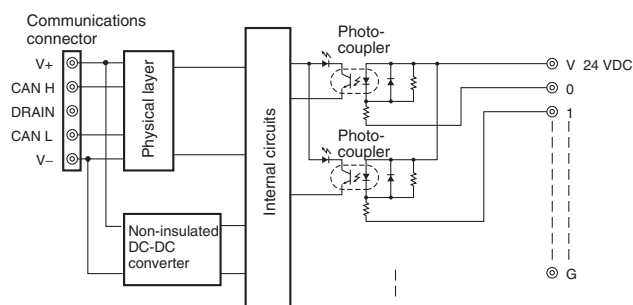 Communications
connector
V+
CAN H
DRAIN
CAN L
V–
Physical layer
Non-insulated
DC-DC
converter
Internal circuits
Photo-
coupler
Photo-
coupler
V 24 VDC
0
1
G